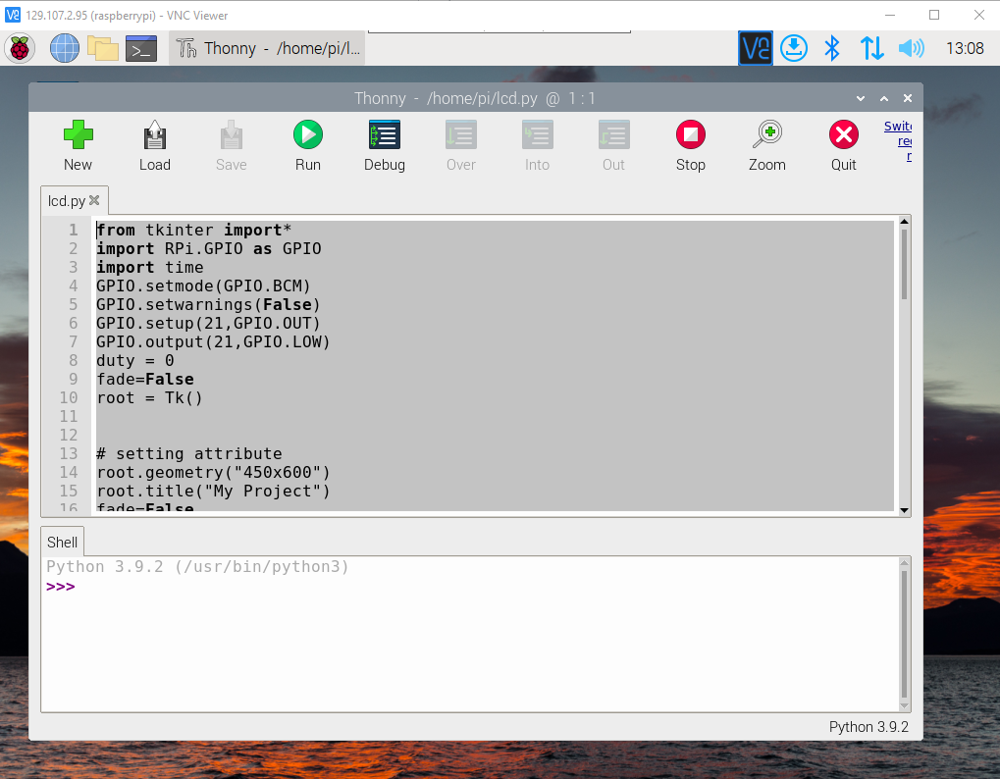 129.107.2.95 (raspberrypi) - VNC Viewer
Thonny - /home/pi/l...
13:08
Thonny - /home/pi/lcd.py @ 1 : 1
New
Load
Save
Run
Debug
Over
Into
Out
Stop
Zoom
Quit
lcd.py
1 from tkinter import*
2 import RPi.GPIO as GPIO
3 import time
4 GPIO.setmode(GPIO.BCM)
5 GPIO.setwarnings(False)
6 GPIO.setup(21,GPIO.OUT)
7 GPIO.output(21,GPIO.LOW)
8 duty = 0
9 fade=False
10 root = Tk()
11
12
13 # setting attribute
14 root.geometry("450x600")
15 root.title("My Project")
16 fade=False
Shell
Python 3.9.2 (/usr/bin/python3)
>>>
Python 3.9.2